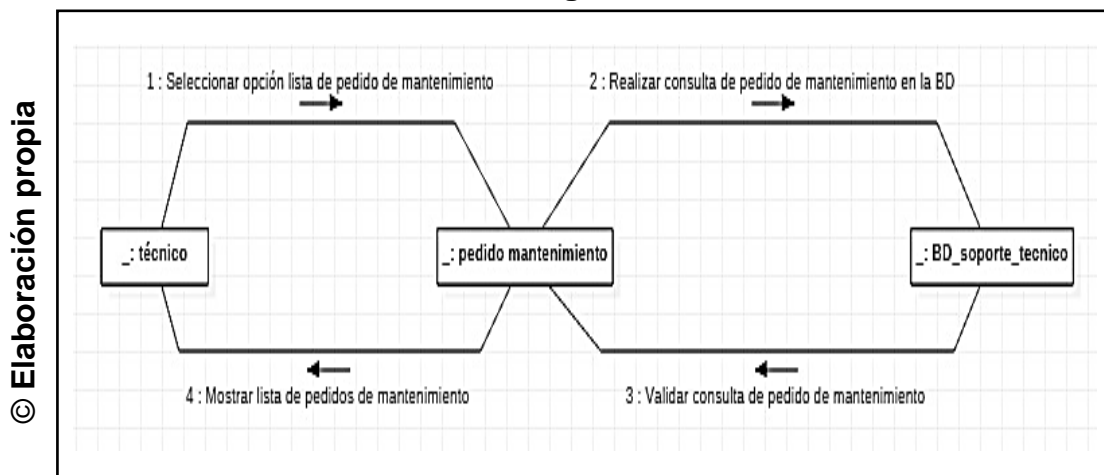 © Elaboración propia
1 : Seleccionar opción lista de pedido de mantenimiento
2 : Realizar consulta de pedido de mantenimiento en la BD
_: técnico
_: pedido mantenimiento
_: BD_soporte_tecnico
4 : Mostrar lista de pedidos de mantenimiento
3 : Validar consulta de pedido de mantenimiento